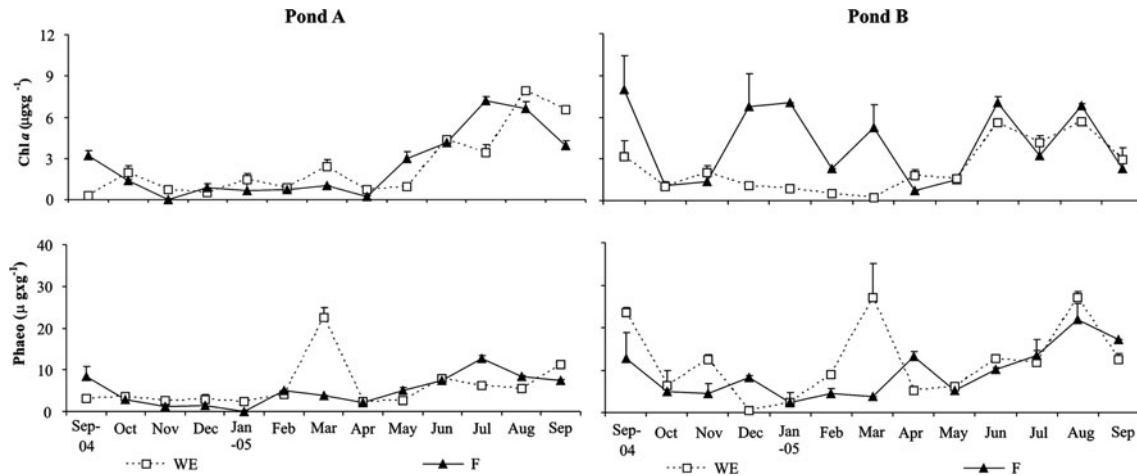 Pond A
Pond B
Chl a (µgxg⁻¹)
12
9
6
3
0
Phaeo (µ gxg⁻¹)
40
30
20
10
0
Sep-04 Oct Nov Dec Jan-05 Feb Mar Apr May Jun Jul Aug Sep
Sep-04 Oct Nov Dec Jan-05 Feb Mar Apr May Jun Jul Aug Sep
WE F
WE F